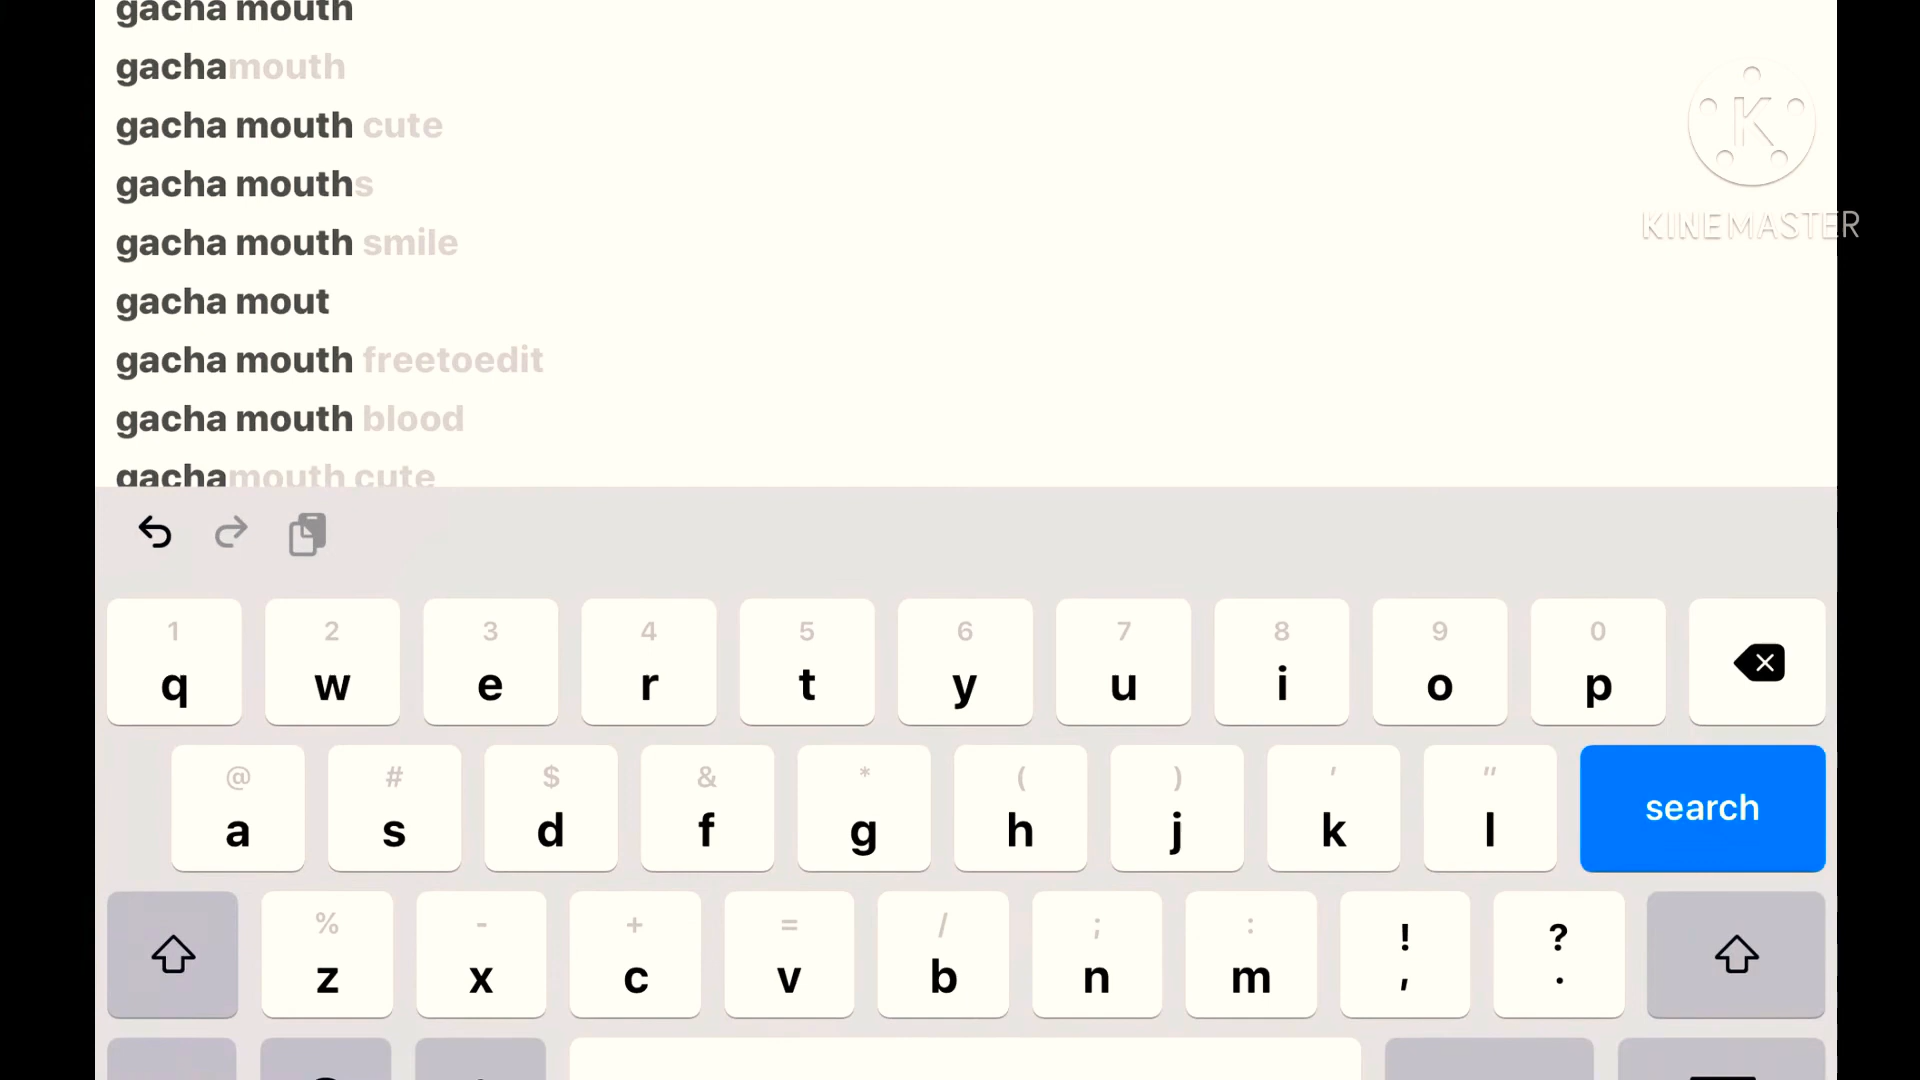 gacha mouth
gachamouth
gacha mouth cute
gacha mouths
gacha mouth smile
gacha mout
gacha mouth freetoedit
gacha mouth blood
gachamouth cute
K
KINEMASTER
1 2 3 4 5 6 7 8 9 0
q w e r t y u i o p
@ # $ & * ( ) ' "
a s d f g h j k l search
% - + = / ; : ! ?
z x c v b n m , .